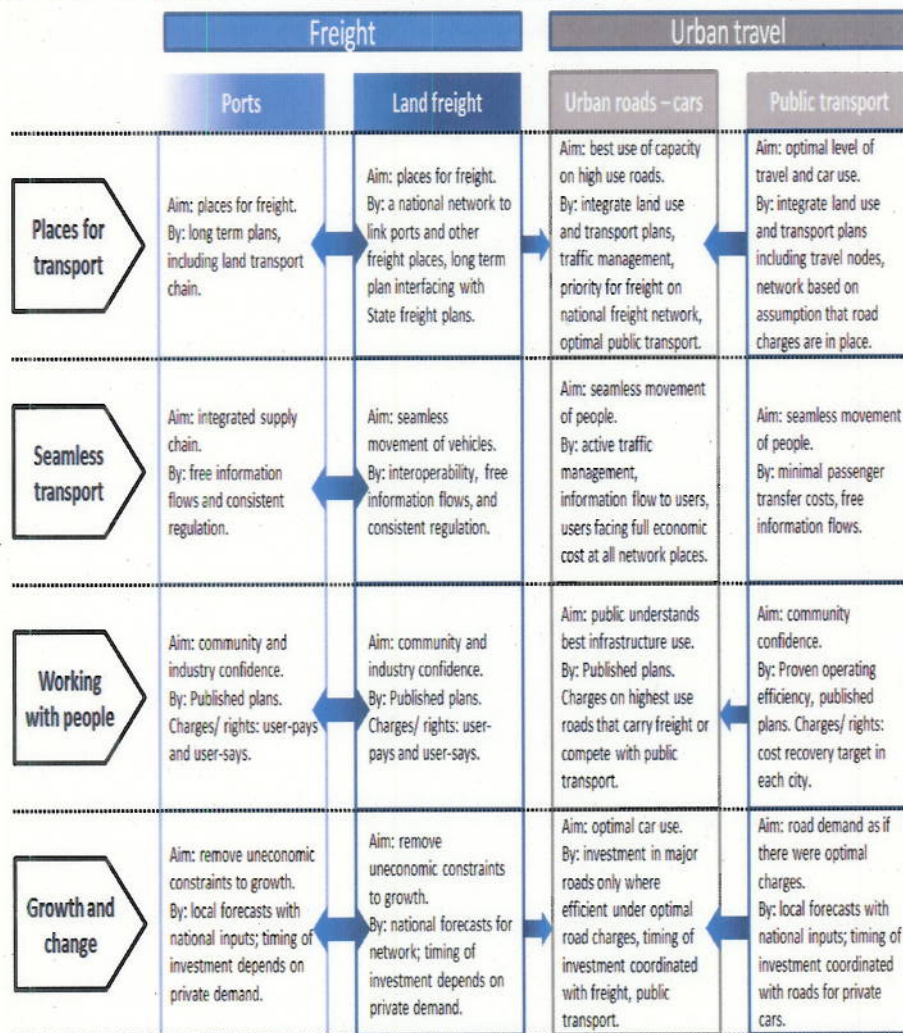 Freight
Urban travel
Ports
Land freight
Urban roads – cars
Public transport
Places for
transport
Aim: places for freight.
By: long term plans,
including land transport
chain.
Aim: places for freight.
By: a national network to
link ports and other
freight places, long term
plan interfacing with
State freight plans.
Aim: best use of capacity
on high use roads.
By: integrate land use
and transport plans,
traffic management,
priority for freight on
national freight network,
optimal public transport.
Aim: optimal level of
travel and car use.
By: integrate land use
and transport plans
including travel nodes,
network based on
assumption that road
charges are in place.
Seamless
transport
Aim: integrated supply
chain.
By: free information
flows and consistent
regulation.
Aim: seamless
movement of vehicles.
By: interoperability, free
information flows, and
consistent regulation.
Aim: seamless movement
of people.
By: active traffic
management,
information flow to users,
users facing full economic
cost at all network places.
Aim: seamless movement
of people.
By: minimal passenger
transfer costs, free
information flows.
Working
with people
Aim: community and
industry confidence.
By: Published plans.
Charges/ rights: user-pays
and user-says.
Aim: community and
industry confidence.
By: Published plans.
Charges/ rights: user-
pays and user-says.
Aim: public understands
best infrastructure use.
By: Published plans.
Charges on highest use
roads that carry freight or
compete with public
transport.
Aim: community
confidence.
By: Proven operating
efficiency, published
plans. Charges/ rights:
cost recovery target in
each city.
Growth and
change
Aim: remove uneconomic
constraints to growth.
By: local forecasts with
national inputs; timing of
investment depends on
private demand.
Aim: remove
uneconomic constraints
to growth.
By: national forecasts for
network; timing of
investment depends on
private demand.
Aim: optimal car use.
By: investment in major
roads only where
efficient under optimal
road charges, timing of
investment coordinated
with freight, public
transport.
Aim: road demand as if
there were optimal
charges.
By: local forecasts with
national inputs; timing of
investment coordinated
with roads for private
cars.